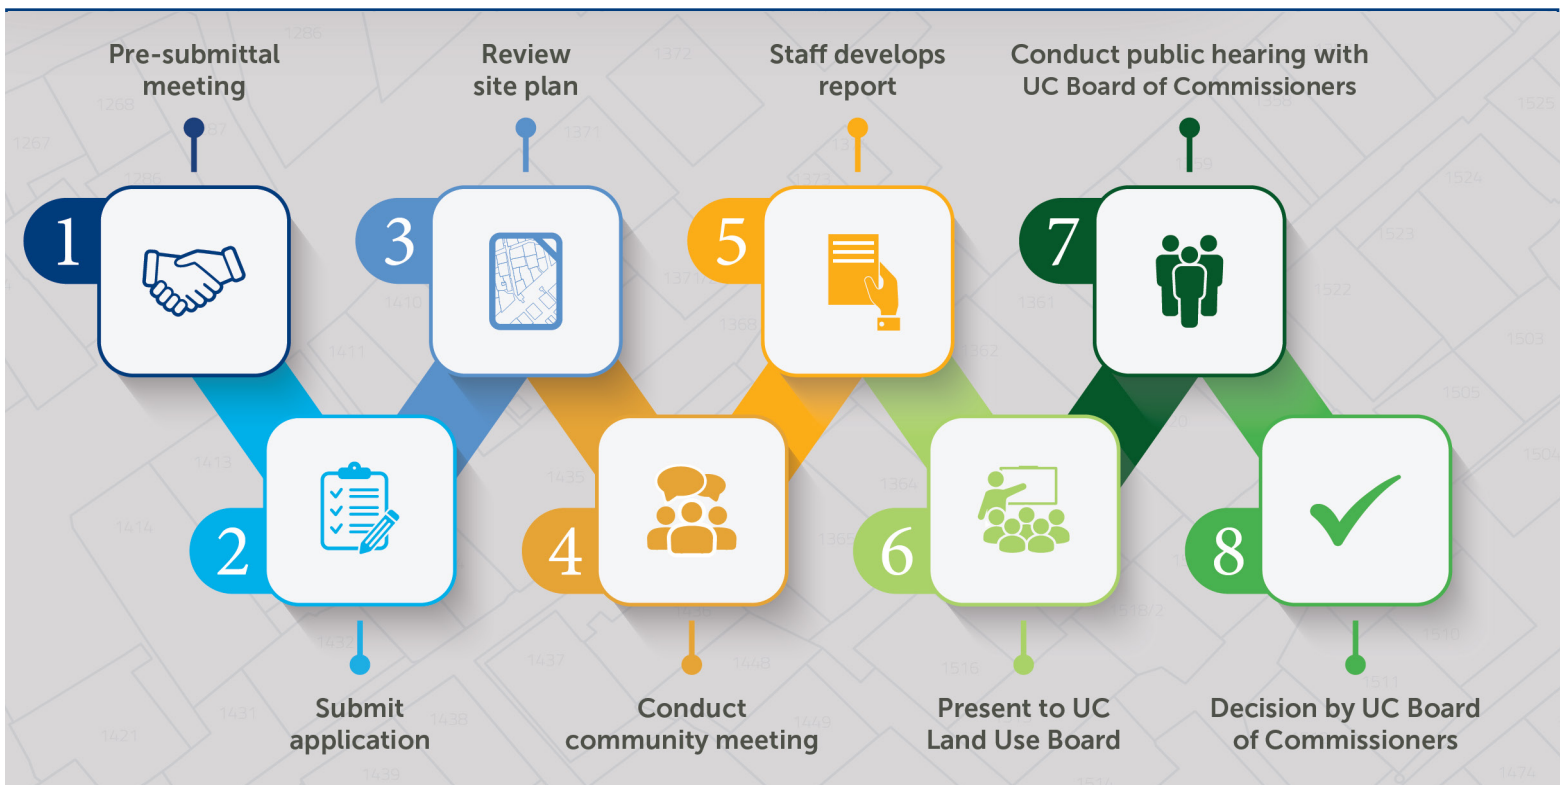 Pre-submittal
meeting
1
2
Submit
application
Review
site plan
3
4
Conduct
community meeting
Staff develops
report
5
6
Present to UC
Land Use Board
Conduct public hearing with
UC Board of Commissioners
7
8
Decision by UC Board
of Commissioners